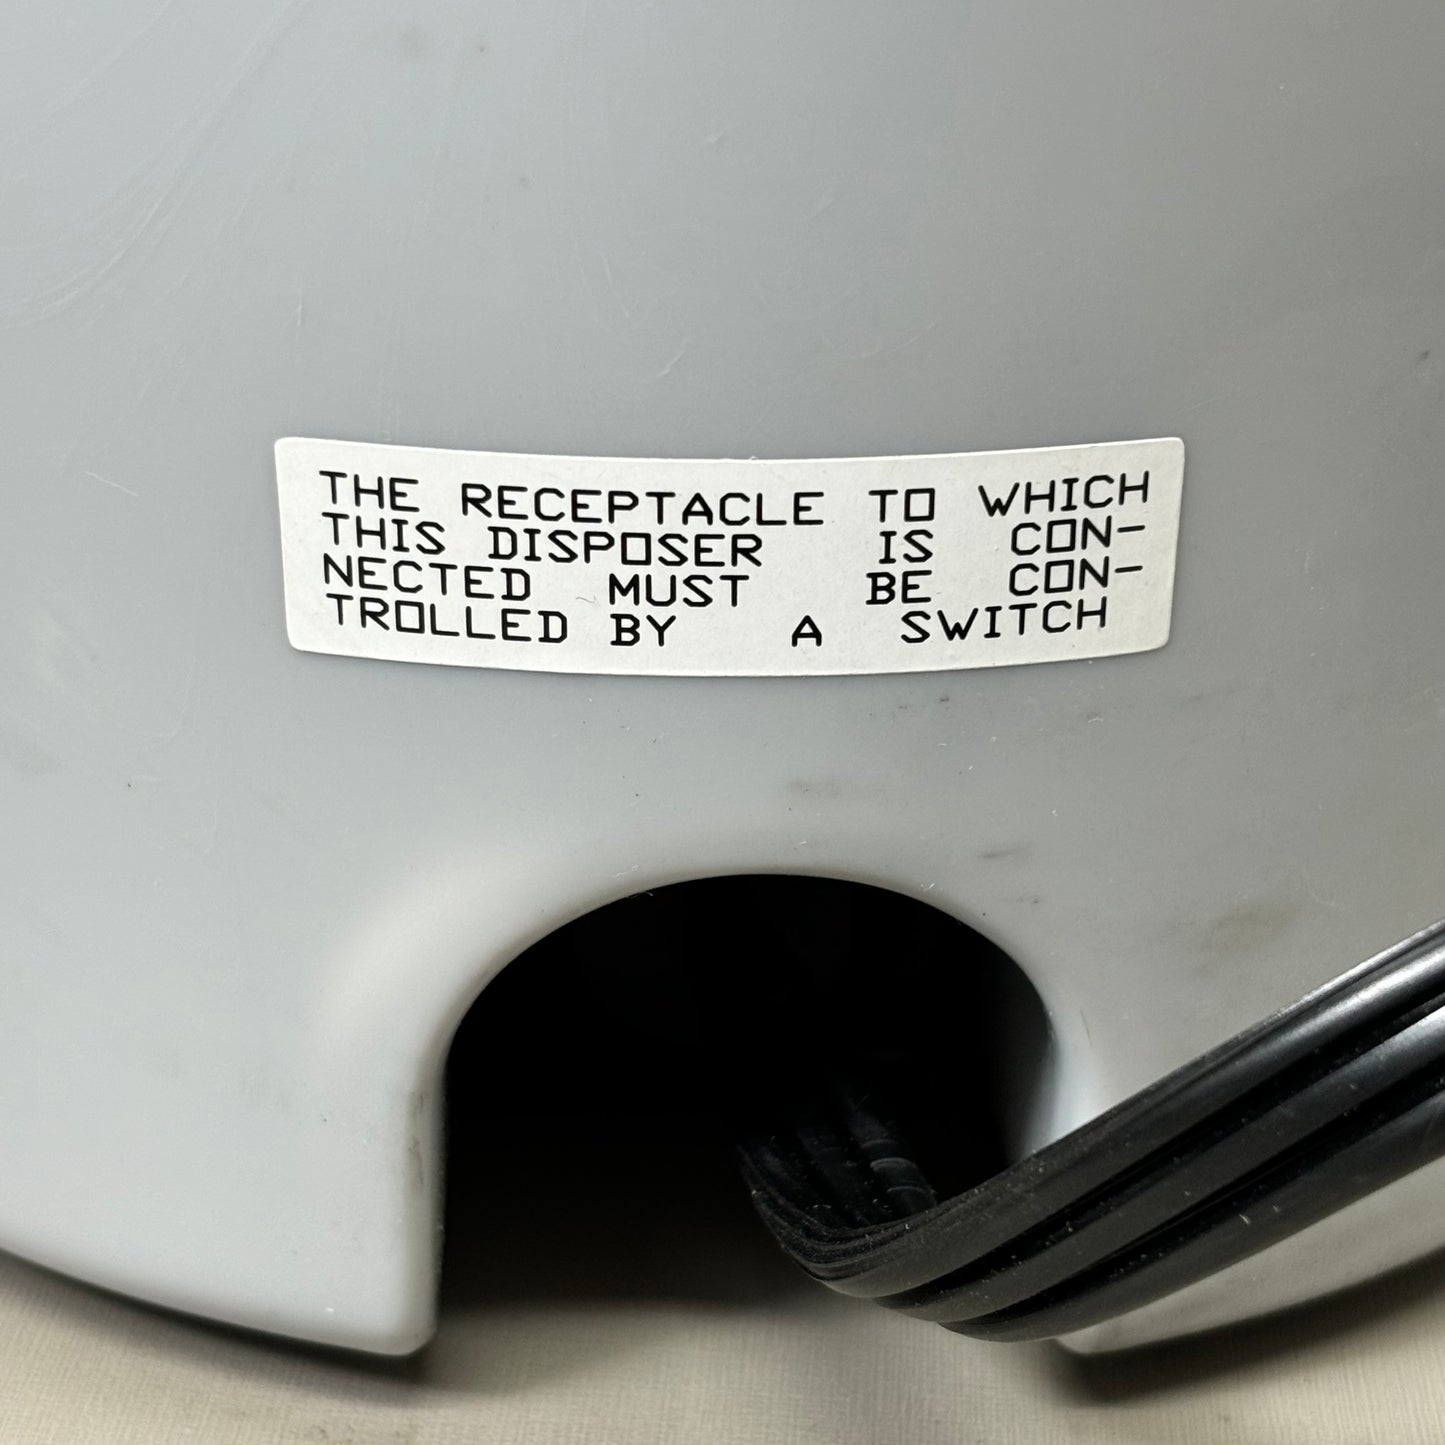 THE RECEPTACLE TO WHICH
THIS DISPOSER IS CON-
NECTED MUST BE CON-
TROLLED BY A SWITCH